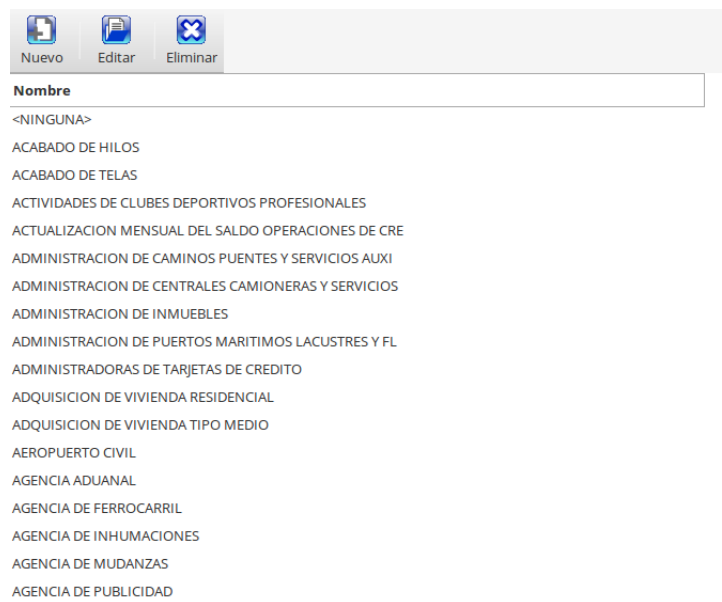 Nuevo Editar Eliminar
Nombre
<NINGUNA>
ACABADO DE HILOS
ACABADO DE TELAS
ACTIVIDADES DE CLUBES DEPORTIVOS PROFESIONALES
ACTUALIZACION MENSUAL DEL SALDO OPERACIONES DE CRE
ADMINISTRACION DE CAMINOS PUENTES Y SERVICIOS AUXI
ADMINISTRACION DE CENTRALES CAMIONERAS Y SERVICIOS
ADMINISTRACION DE INMUEBLES
ADMINISTRACION DE PUERTOS MARITIMOS LACUSTRES Y FL
ADMINISTRADORAS DE TARJETAS DE CREDITO
ADQUISICION DE VIVIENDA RESIDENCIAL
ADQUISICION DE VIVIENDA TIPO MEDIO
AEROPUERTO CIVIL
AGENCIA ADUANAL
AGENCIA DE FERROCARRIL
AGENCIA DE INHUMACIONES
AGENCIA DE MUDANZAS
AGENCIA DE PUBLICIDAD